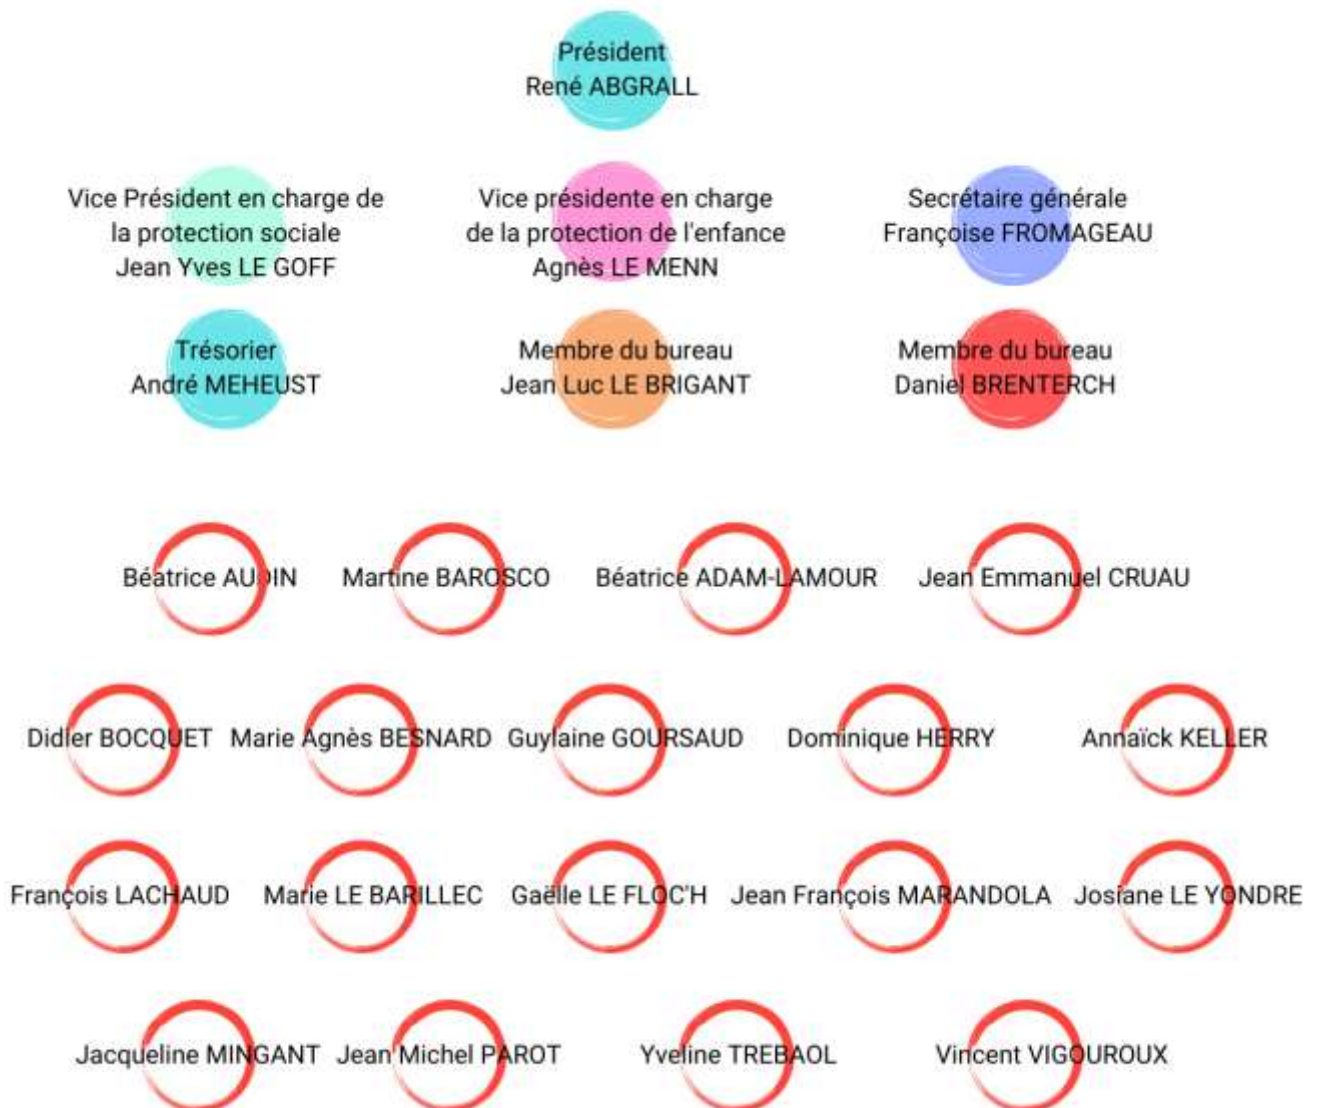 Président
René ABGRALL
Vice Président en charge de
la protection sociale
Jean Yves LE GOFF
Vice présidente en charge
de la protection de l'enfance
Agnès LE MENN
Secrétaire générale
Françoise FROMAGEAU
Trésorier
André MEHEUST
Membre du bureau
Jean Luc LE BRIGANT
Membre du bureau
Daniel BRENTERCH
Béatrice AUDIN
Martine BAROSCO
Béatrice ADAM-LAMOUR
Jean Emmanuel CRUAU
Didier BOCQUET
Marie Agnès BESNARD
Guylaine GOURSAUD
Dominique HERRY
Annaïck KELLER
François LACHAUD
Marie LE BARILLEC
Gaëlle LE FLOC'H
Jean François MARANDOLA
Josiane LE YONDRE
Jacqueline MINGANT
Jean Michel PAROT
Yveline TREBAOL
Vincent VIGOUROUX